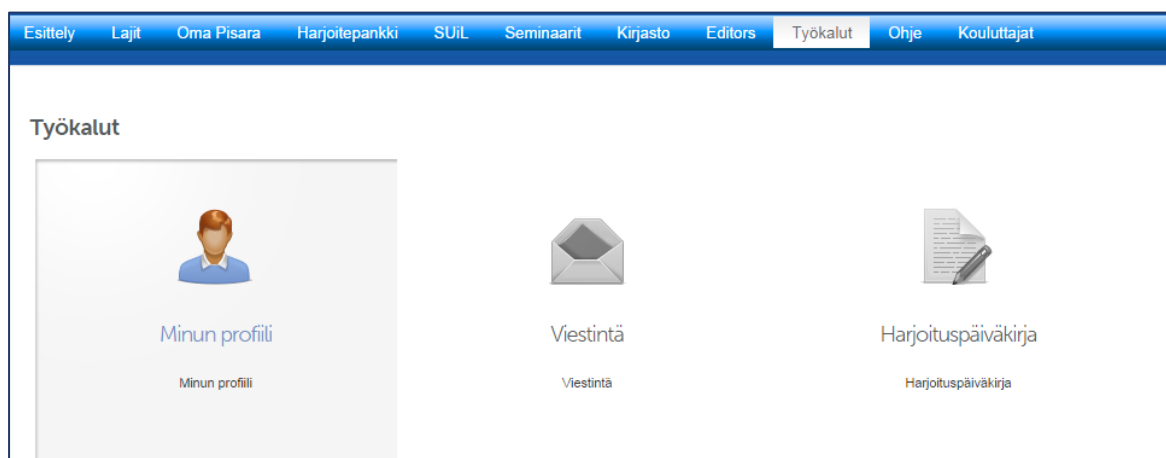 Esittely Lajit Oma Pisara Harjoitepankki SUiL Seminaarit Kirjasto Editors Työkalut Ohje Kouluttajat
Työkalut
Minun profiili Viestintä Harjoituspäiväkirja
Minun profiili Viestintä Harjoituspäiväkirja